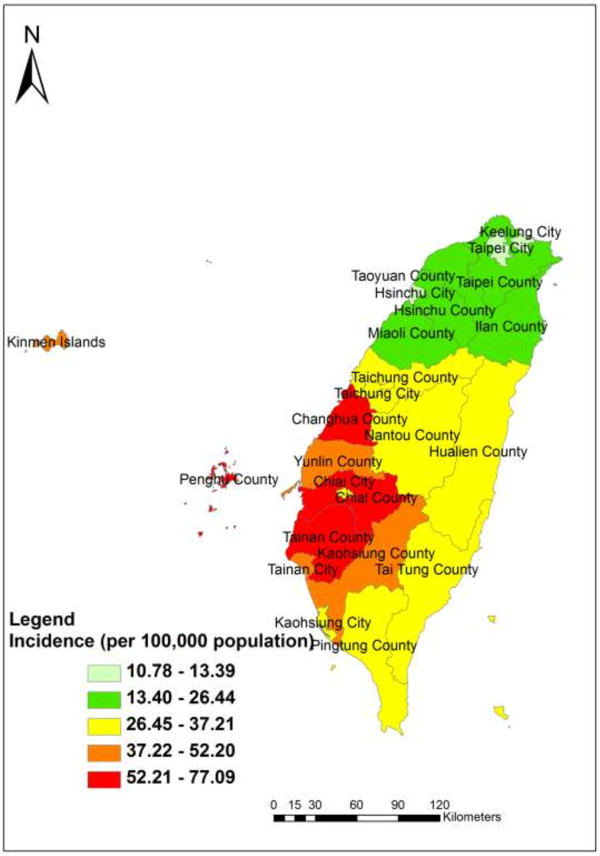 N
Keelung City
Taipei City
Taoyuan County
Taipei County
Hsinchu City
Hsinchu County
Ilan County
Miaoli County
Kinmen Islands
Taichung County
Taichung City
Changhua County
Nantou County
Hualien County
Yunlin County
Penghu County
Chiai City
Chiai County
Tainan County
Kaohsiung County
Tainan City
Tai Tung County
Kaohsiung City
Pingtung County
Legend
Incidence (per 100,000 population)
10.78 - 13.39
13.40 - 26.44
26.45 - 37.21
37.22 - 52.20
52.21 - 77.09
0 15 30 60 90 120
Kilometers